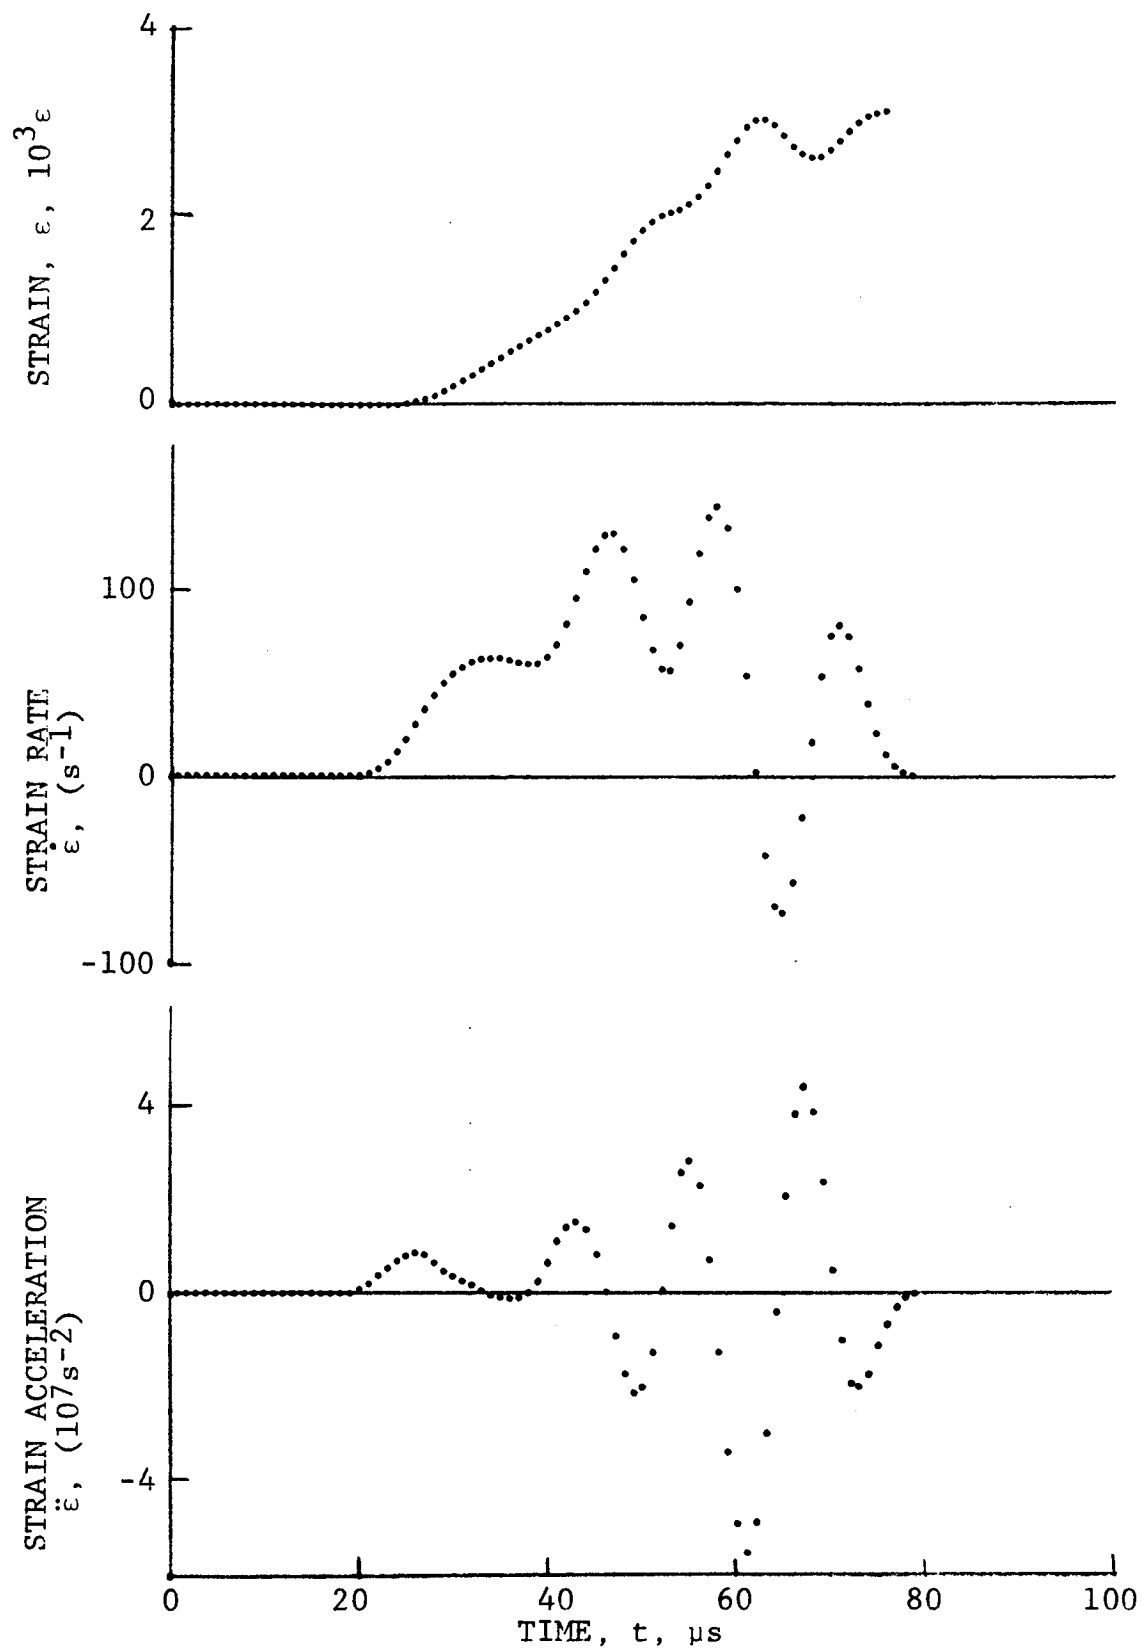 4
2
0
STRAIN, ε, 10³ε
100
0
-100
STRAIN RATE
ε̇, (s⁻¹)
4
0
-4
STRAIN ACCELERATION
ε̈, (10⁷s⁻²)
0 20 40 60 80 100
TIME, t, µs